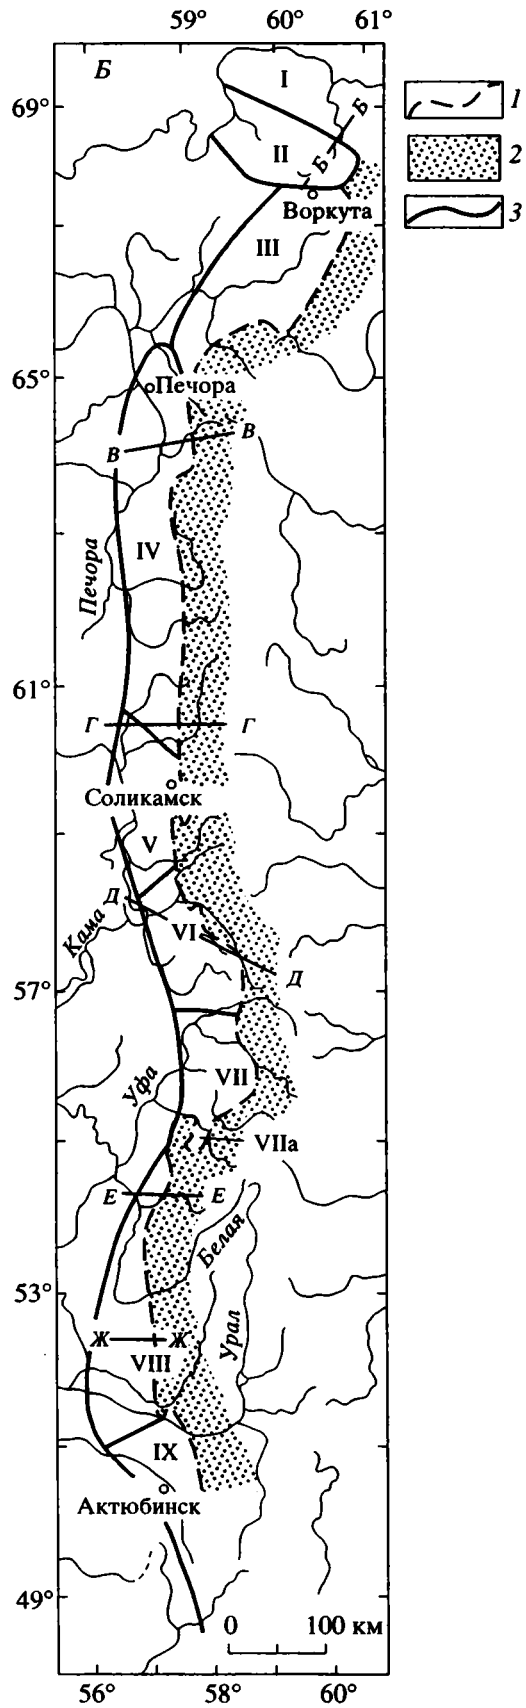 59° 60° 61°
Б
69°
I
Б
1
II
Б
2
Воркута
3
III
65°
Печора
В В
IV
Печора
61°
Г Г
Соликамск
V
Д
Кама
VI
Д
57°
Уфа
VII
VIIа
Е Е
Белая
53°
Урал
Ж Ж
VIII
IX
Актюбинск
49°
0 100 км
56° 58° 60°